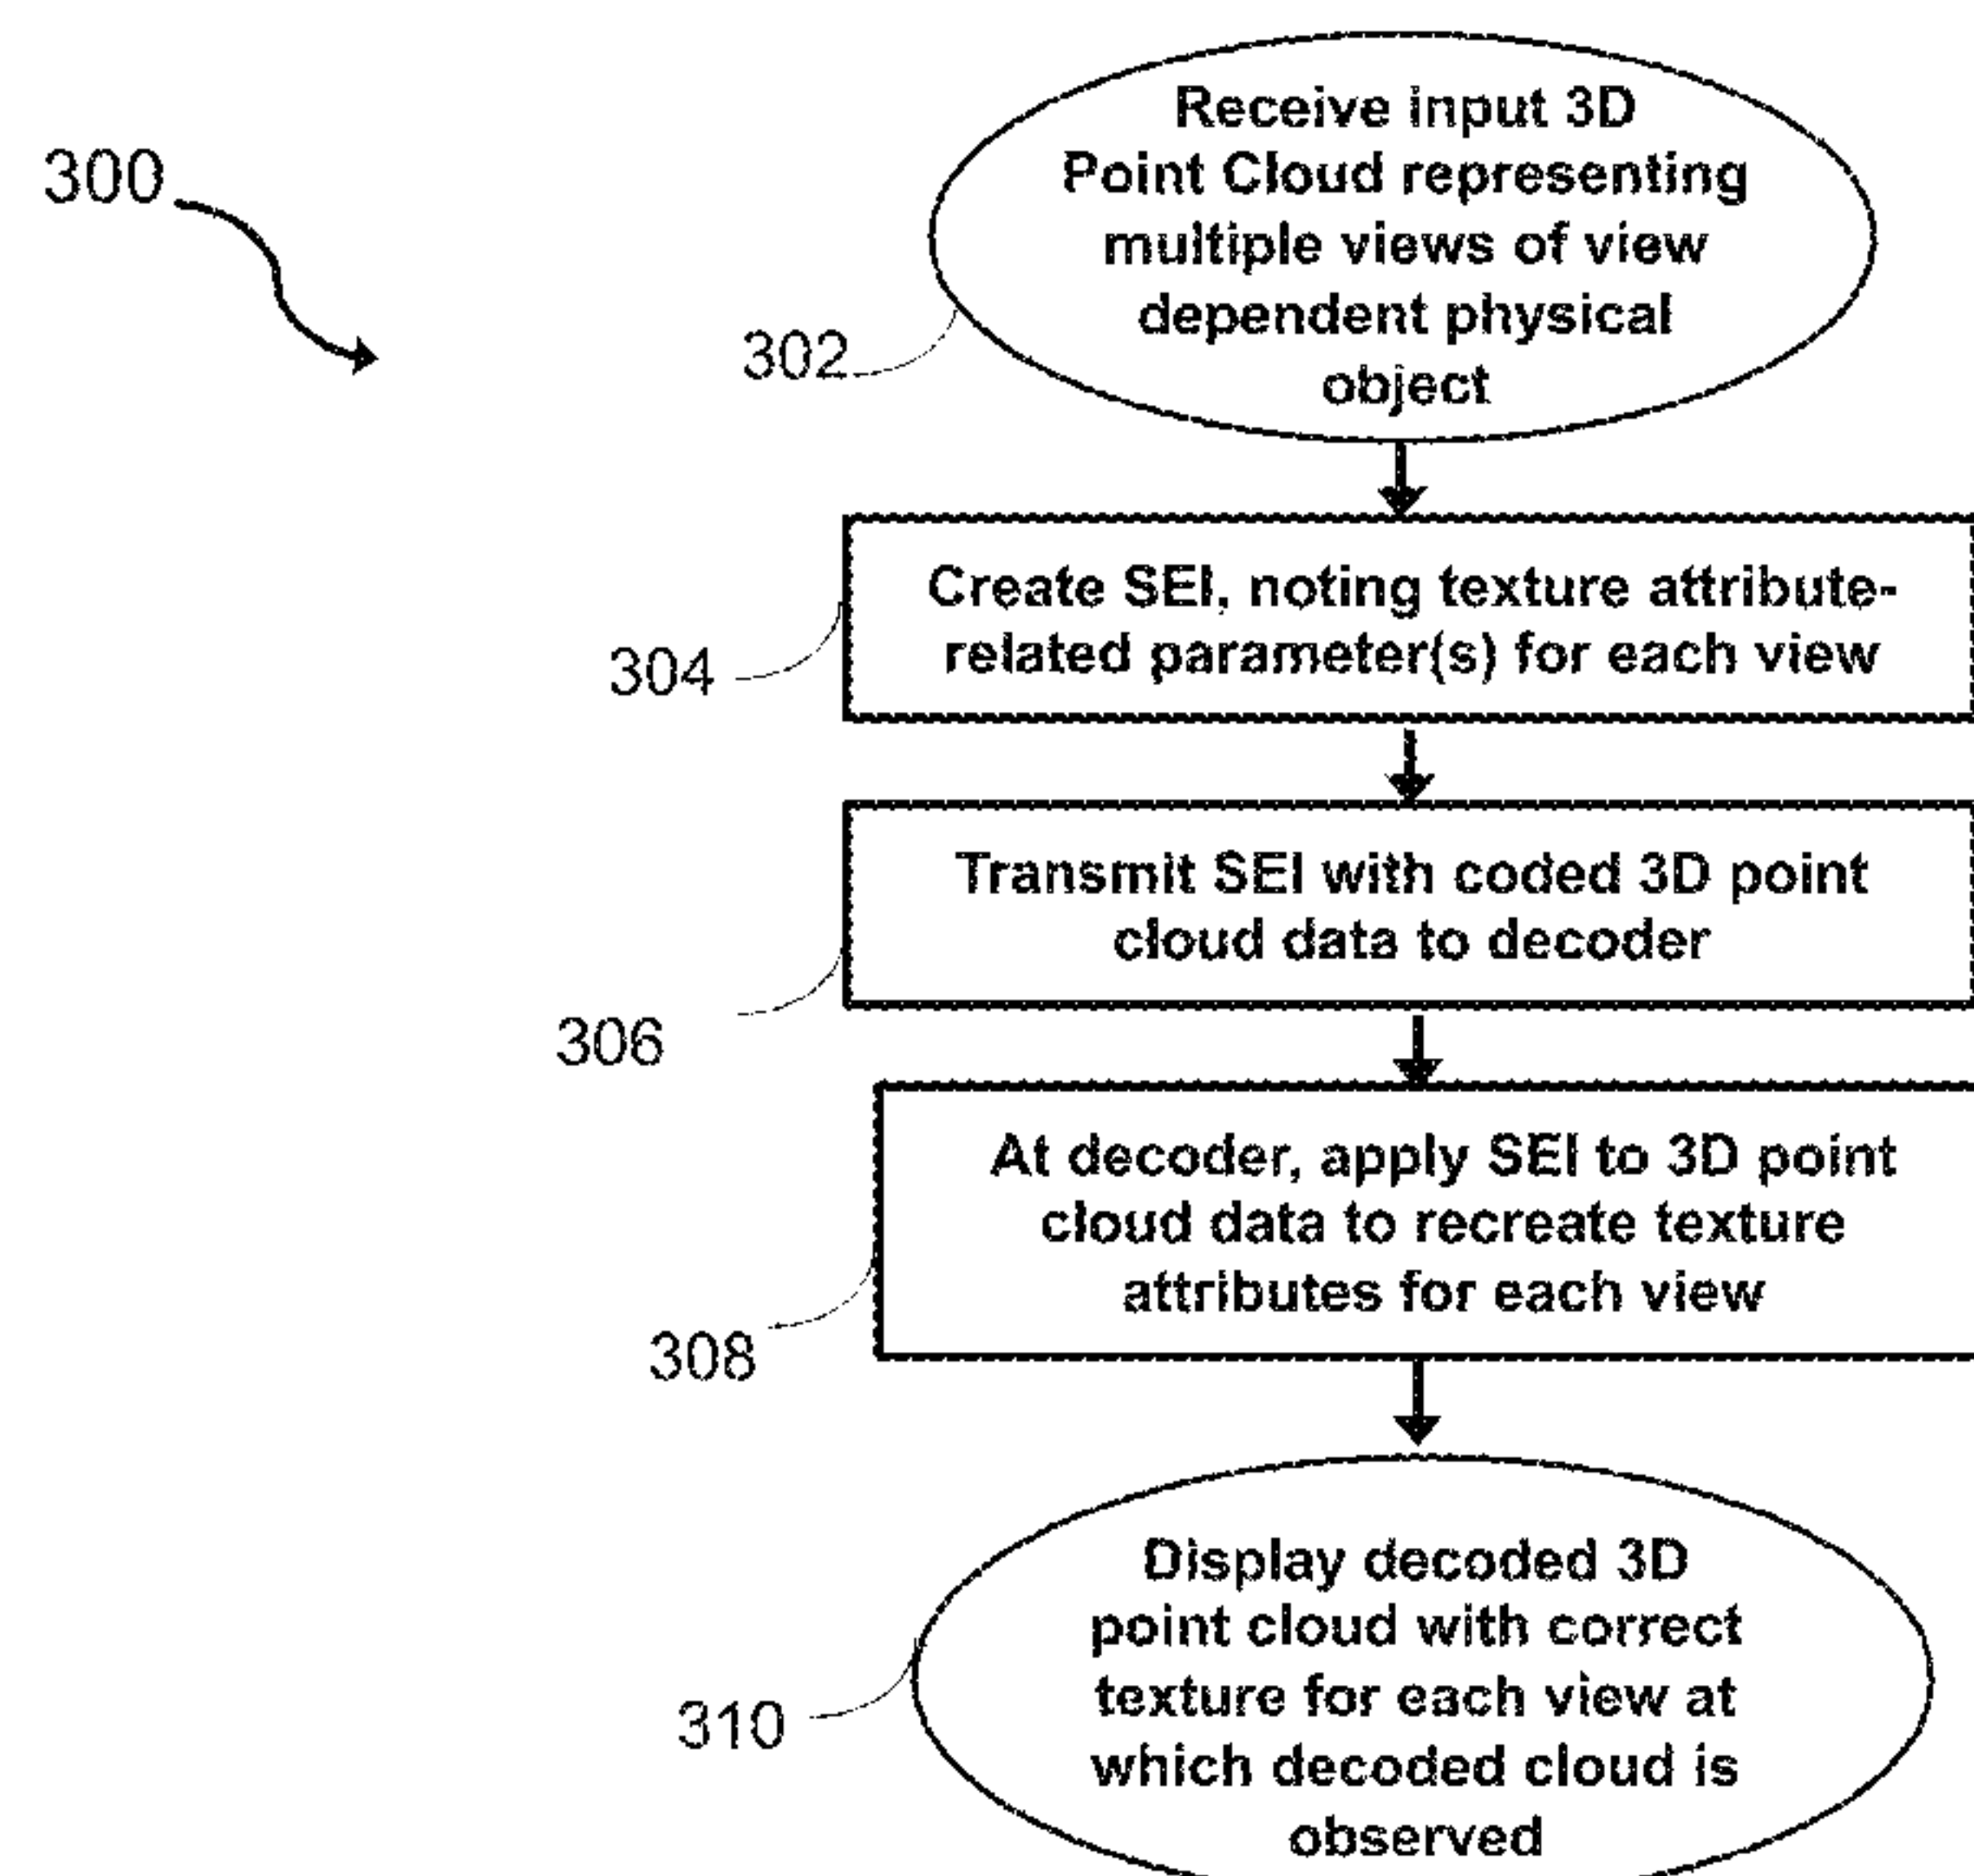 300
Receive input 3D
Point Cloud representing
multiple views of view
dependent physical
object
302
Create SEI, noting texture attribute-
related parameter(s) for each view
304
Transmit SEI with coded 3D point
cloud data to decoder
306
At decoder, apply SEI to 3D point
cloud data to recreate texture
attributes for each view
308
Display decoded 3D
point cloud with correct
texture for each view at
which decoded cloud is
observed
310